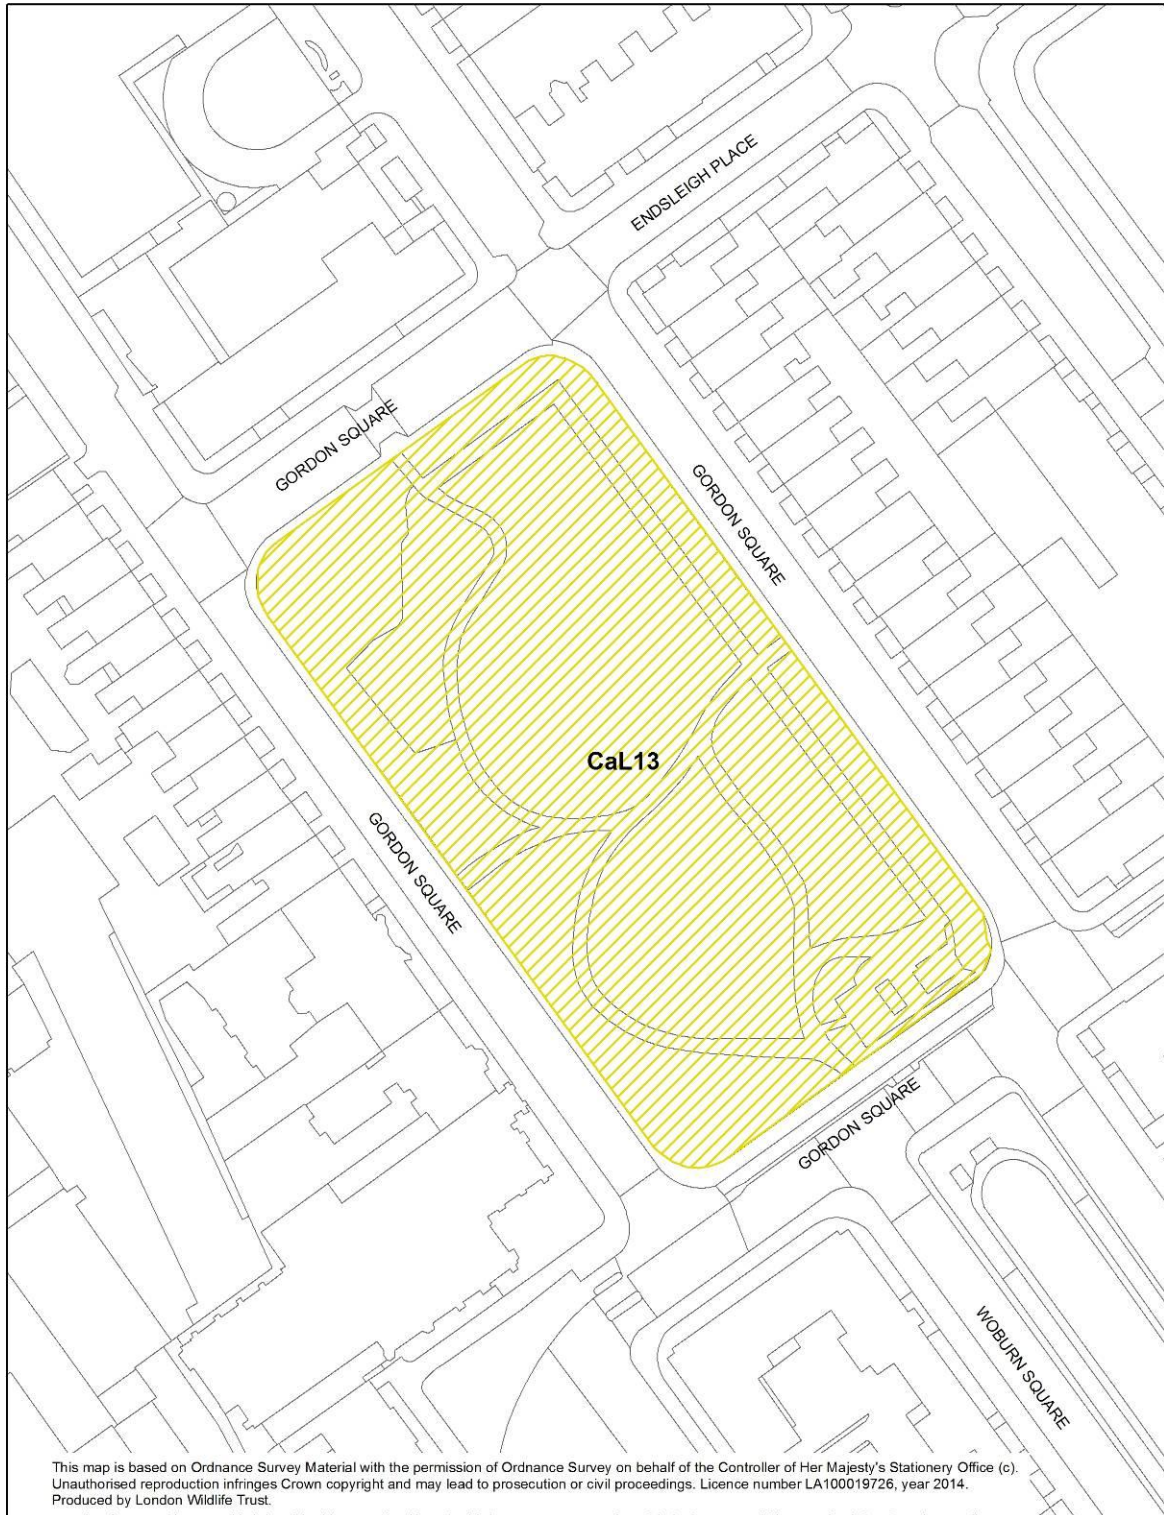 ENDSLEIGH PLACE
GORDON SQUARE
GORDON SQUARE
CaL13
GORDON SQUARE
GORDON SQUARE
WOBURN SQUARE
This map is based on Ordnance Survey Material with the permission of Ordnance Survey on behalf of the Controller of Her Majesty's Stationery Office (c).
Unauthorised reproduction infringes Crown copyright and may lead to prosecution or civil proceedings. Licence number LA100019726, year 2014.
Produced by London Wildlife Trust.